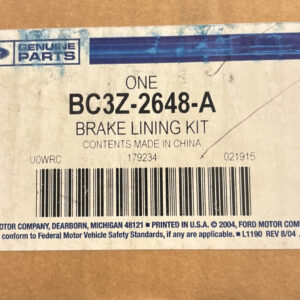 GENUINE
PARTS
ONE
BC3Z-2648-A
BRAKE LINING KIT
CONTENTS MADE IN CHINA
U0WRC 179234 021915
MOTOR COMPANY, DEARBORN, MICHIGAN 48121 ■ PRINTED IN U.S.A. © 2004, FORD MOTOR COM
conform to Federal Motor Vehicle Safety Standards, if any are applicable. ■ L1190 REV 8/04